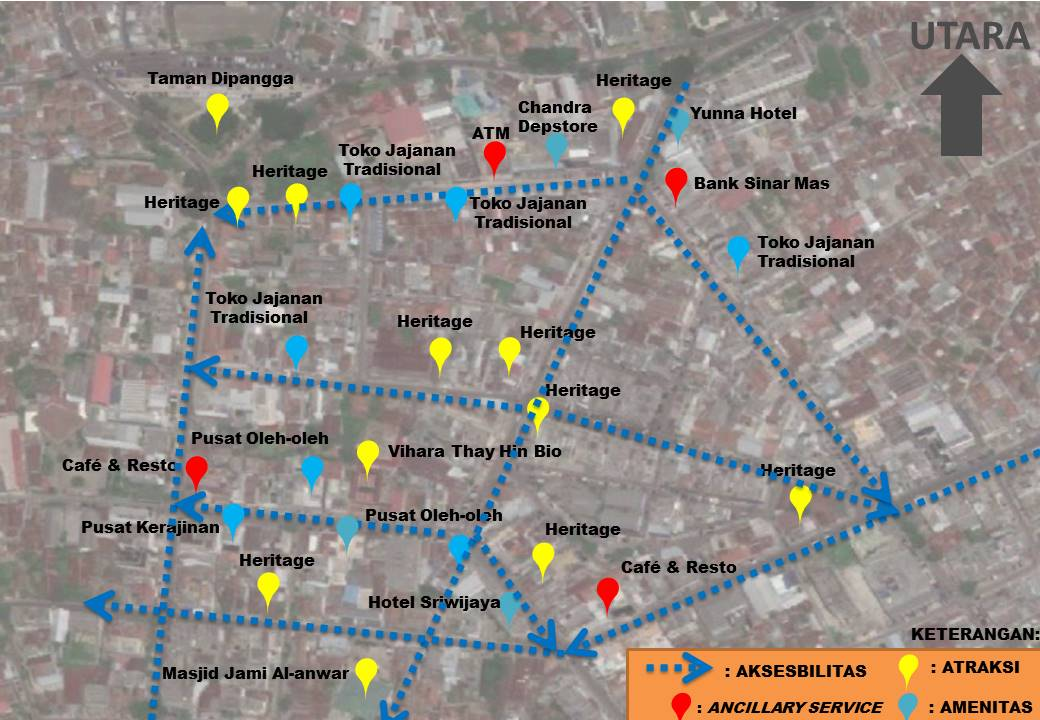 UTARA
Taman Dipangga
Heritage
Chandra
Depstore
Yunna Hotel
ATM
Toko Jajanan
Tradisional
Heritage
Bank Sinar Mas
Heritage
Toko Jajanan
Tradisional
Toko Jajanan
Tradisional
Toko Jajanan
Tradisional
Heritage
Heritage
Heritage
Pusat Oleh-oleh
Vihara Thay Hin Bio
Café & Resto
Heritage
Pusat Oleh-oleh
Pusat Kerajinan
Heritage
Heritage
Café & Resto
Hotel Sriwijaya
Masjid Jami Al-anwar
KETERANGAN:
: AKSESBILITAS
: ATRAKSI
: ANCILLARY SERVICE
: AMENITAS